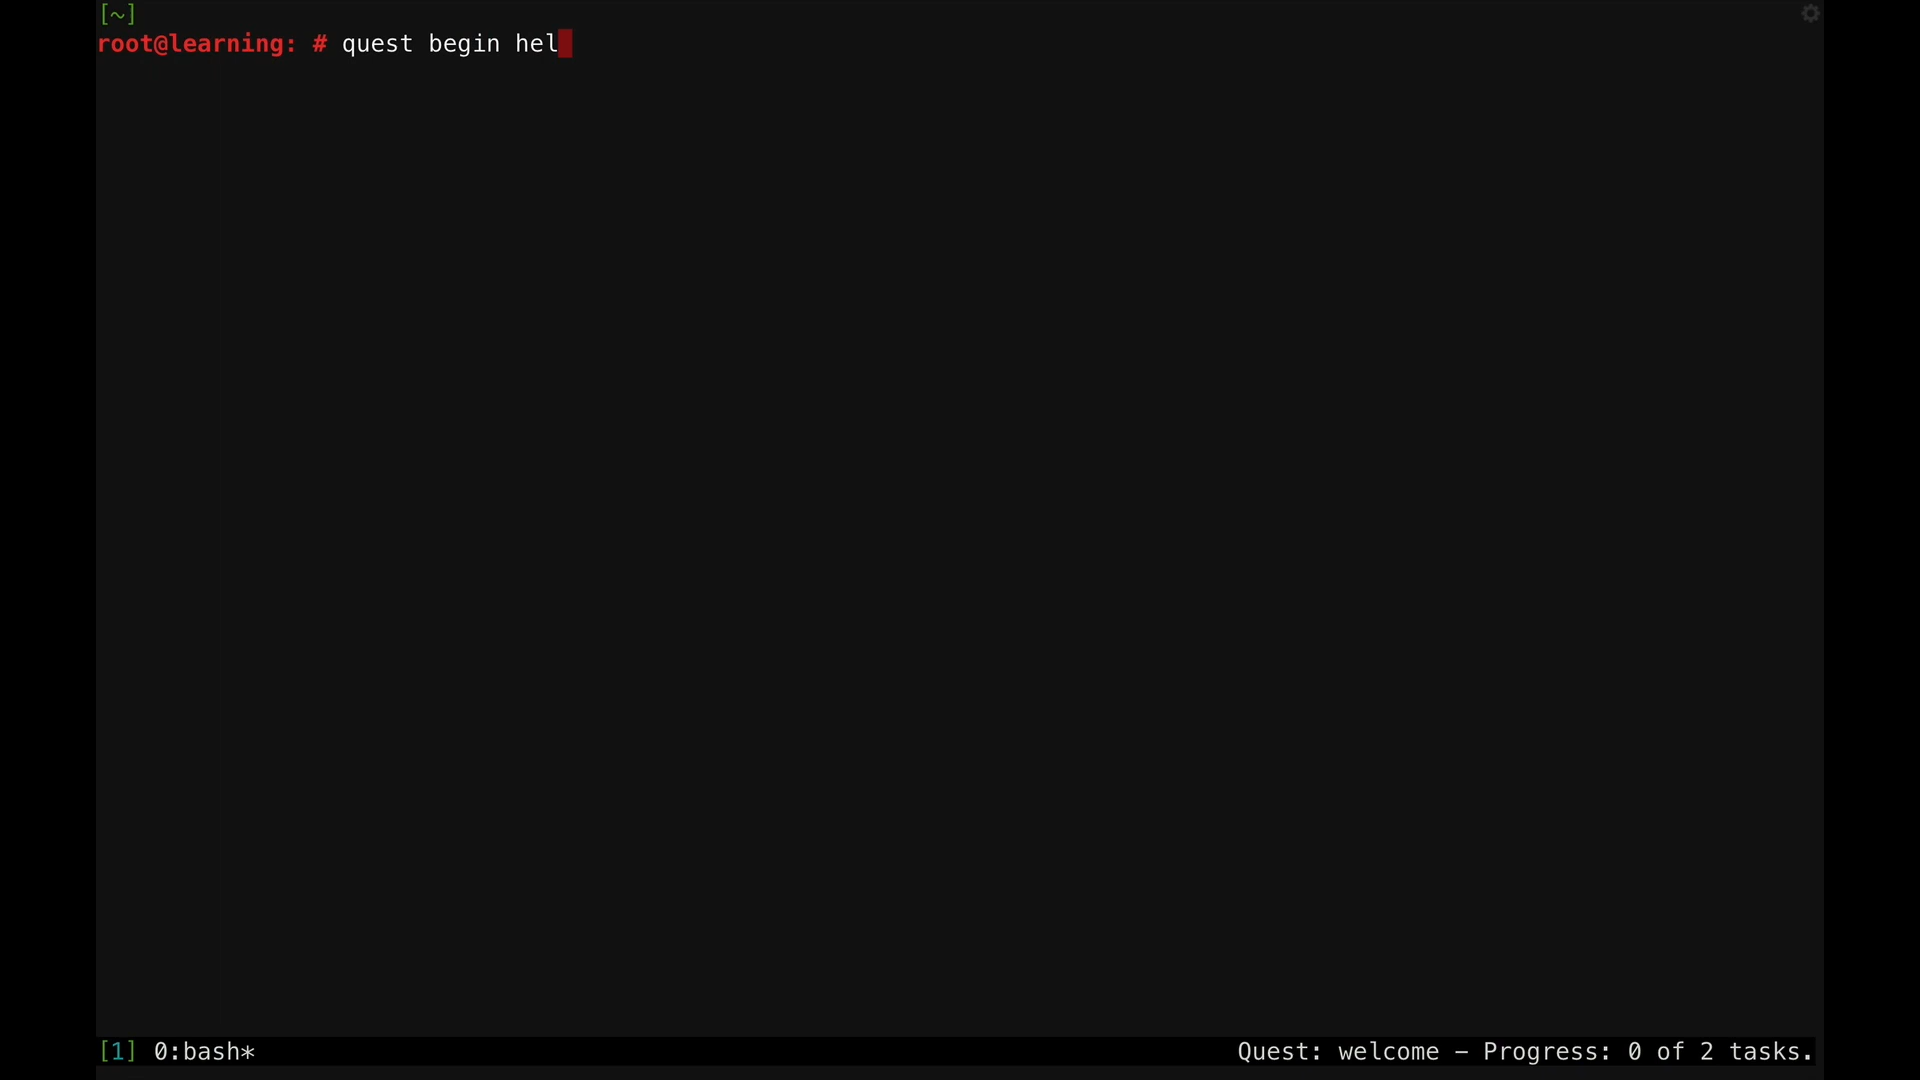 [~]
root@learning: # quest begin hel
[1] 0:bash*
Quest: welcome – Progress: 0 of 2 tasks.